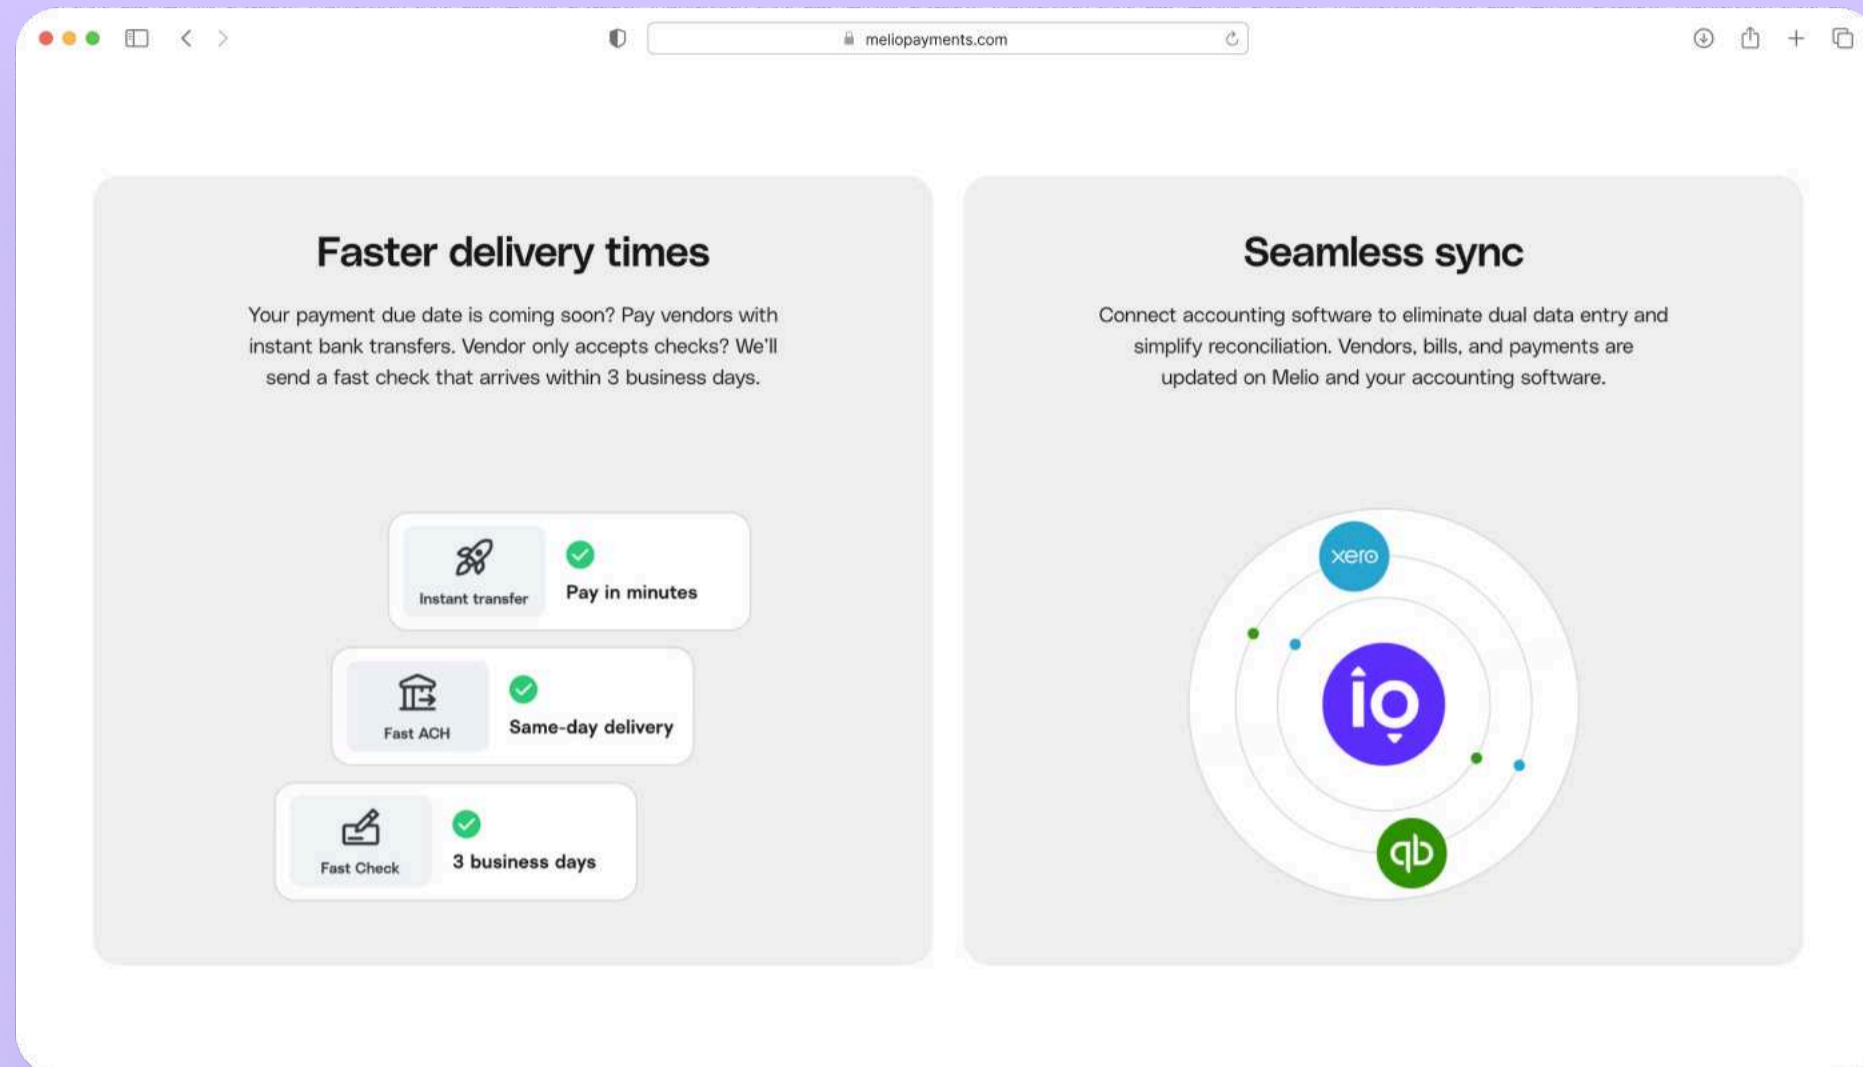 meliopayments.com
Faster delivery times
Your payment due date is coming soon? Pay vendors with
instant bank transfers. Vendor only accepts checks? We'll
send a fast check that arrives within 3 business days.
Instant transfer
Pay in minutes
Fast ACH
Same-day delivery
Fast Check
3 business days
Seamless sync
Connect accounting software to eliminate dual data entry and
simplify reconciliation. Vendors, bills, and payments are
updated on Melio and your accounting software.
xero
io
qb